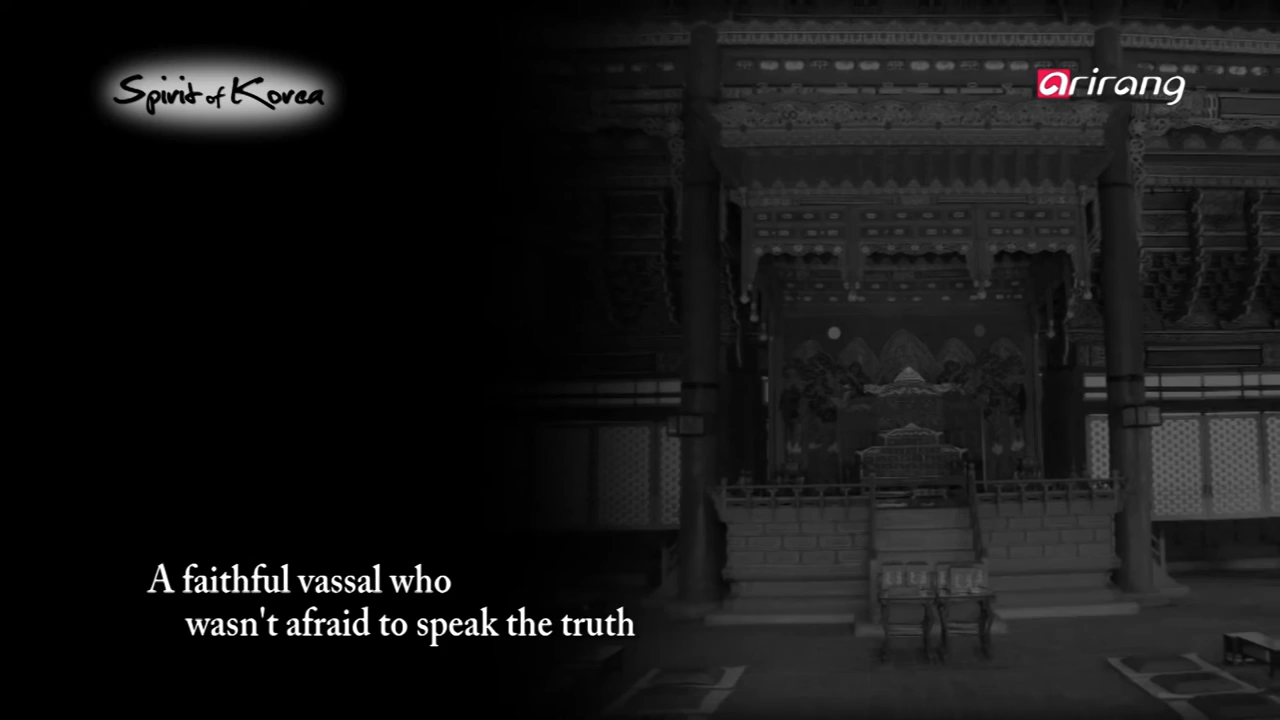 Spirit of Korea
arirang
A faithful vassal who
wasn't afraid to speak the truth